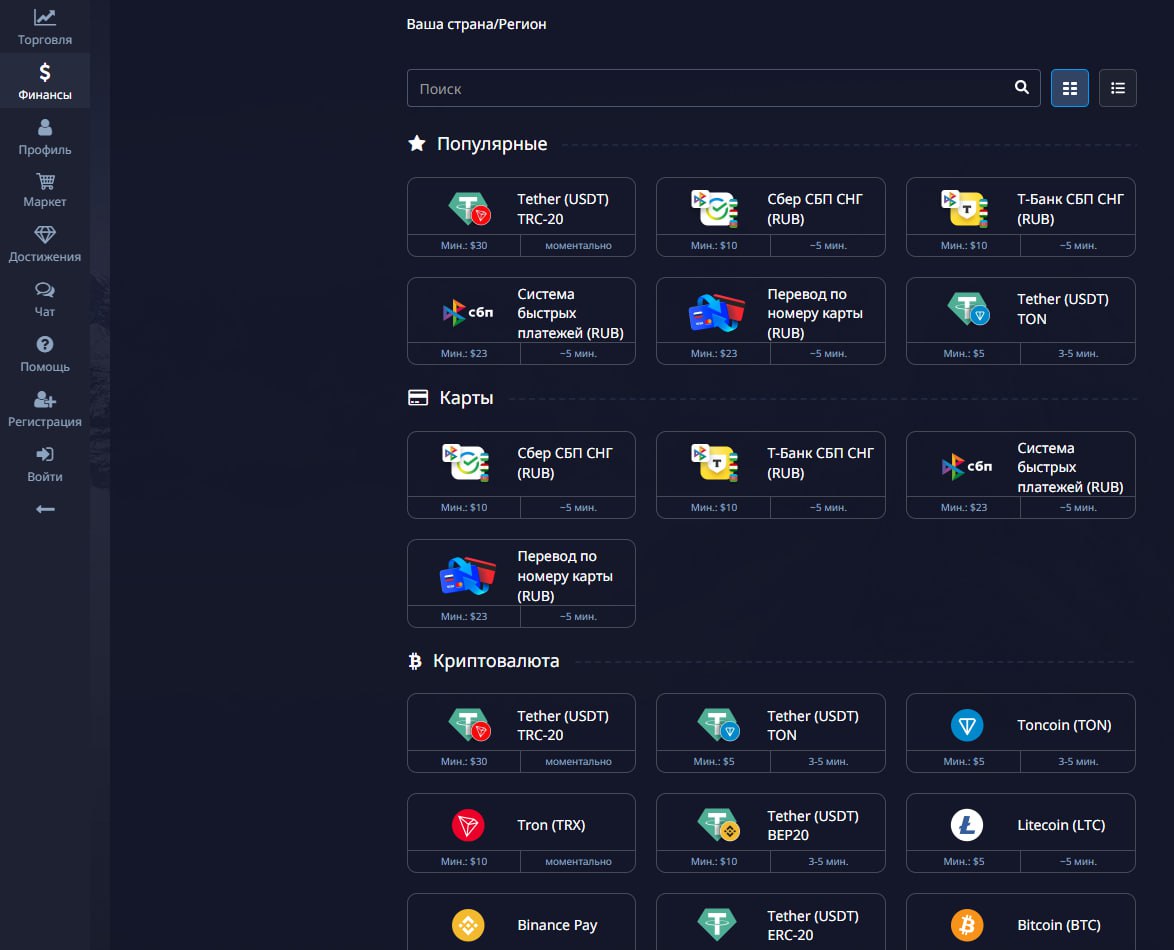 Торговля
Финансы
Профиль
Маркет
Достижения
Чат
Помощь
Регистрация
Войти
Ваша страна/Регион
Поиск
Популярные
Tether (USDT)
TRC-20
Мин.: $30
моментально
Сбер СБП СНГ
(RUB)
Мин.: $10
~5 мин.
Т-Банк СБП СНГ
(RUB)
Мин.: $10
~5 мин.
сбп
Система
быстрых
платежей (RUB)
Мин.: $23
~5 мин.
Перевод по
номеру карты
(RUB)
Мин.: $23
~5 мин.
Tether (USDT)
TON
Мин.: $5
3-5 мин.
Карты
Сбер СБП СНГ
(RUB)
Мин.: $10
~5 мин.
Т-Банк СБП СНГ
(RUB)
Мин.: $10
~5 мин.
сбп
Система
быстрых
платежей (RUB)
Мин.: $23
~5 мин.
Перевод по
номеру карты
(RUB)
Мин.: $23
~5 мин.
Криптовалюта
Tether (USDT)
TRC-20
Мин.: $30
моментально
Tether (USDT)
TON
Мин.: $5
3-5 мин.
Toncoin (TON)
Мин.: $5
3-5 мин.
Tron (TRX)
Мин.: $10
моментально
Tether (USDT)
BEP20
Мин.: $10
3-5 мин.
Litecoin (LTC)
Мин.: $5
~5 мин.
Binance Pay
Tether (USDT)
ERC-20
Bitcoin (BTC)